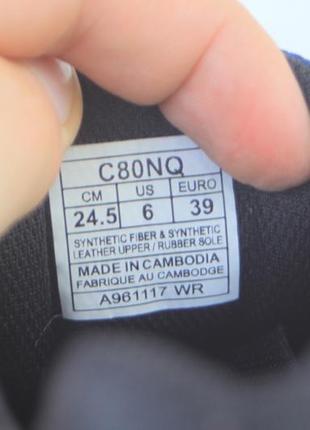 C80NQ
CM US EURO
24.5 6 39
SYNTHETIC FIBER & SYNTHETIC
LEATHER UPPER / RUBBER SOLE
MADE IN CAMBODIA
FABRIQUE AU CAMBODGE
A961117 WR